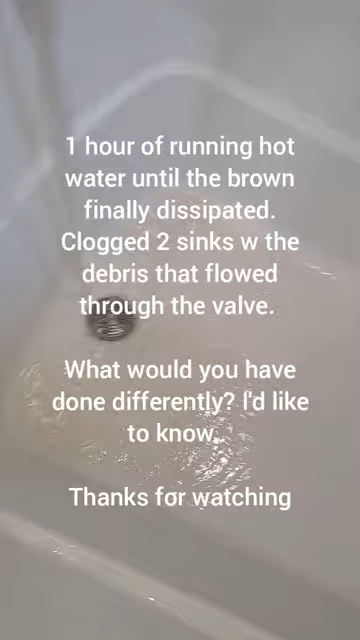 1 hour of running hot
water until the brown
finally dissipated.
Clogged 2 sinks w the
debris that flowed
through the valve.
What would you have
done differently? I'd like
to know.
Thanks for watching